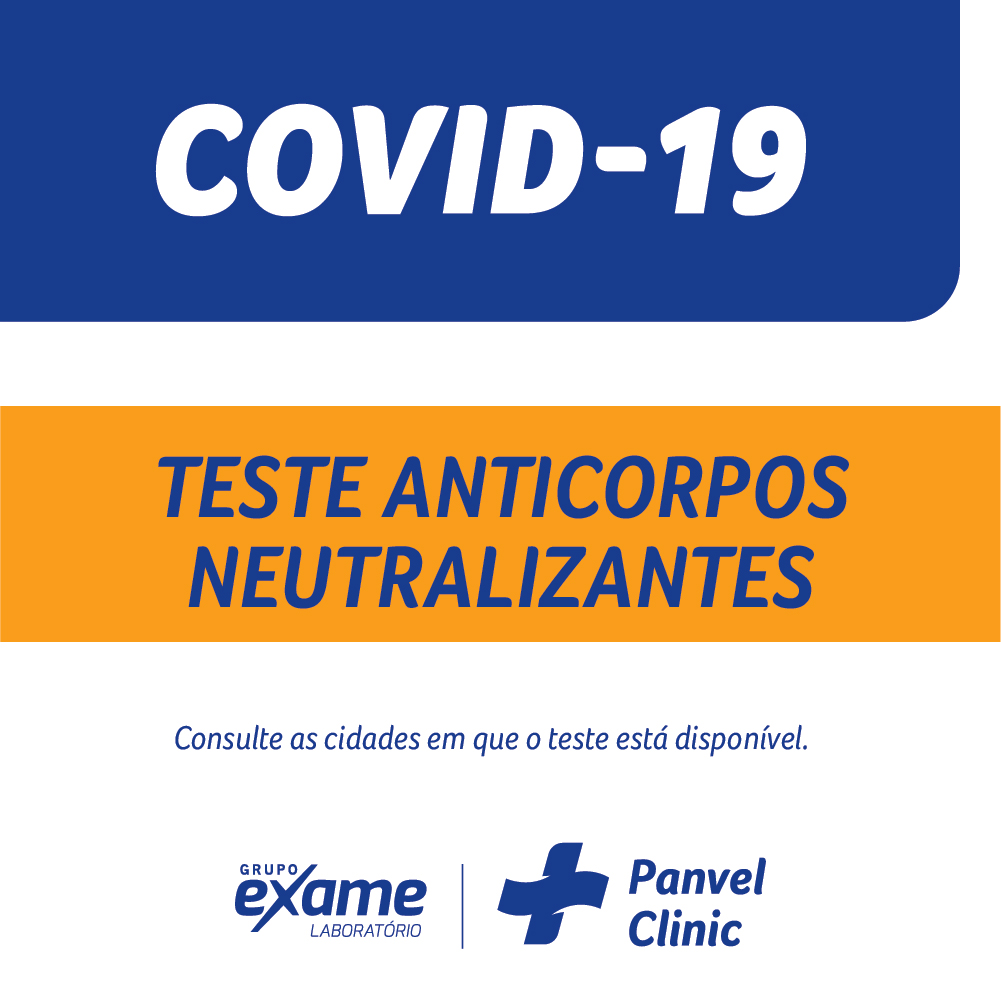 COVID-19
TESTE ANTICORPOS
NEUTRALIZANTES
Consulte as cidades em que o teste está disponível.
GRUPO
exame
LABORATÓRIO
Panvel
Clinic